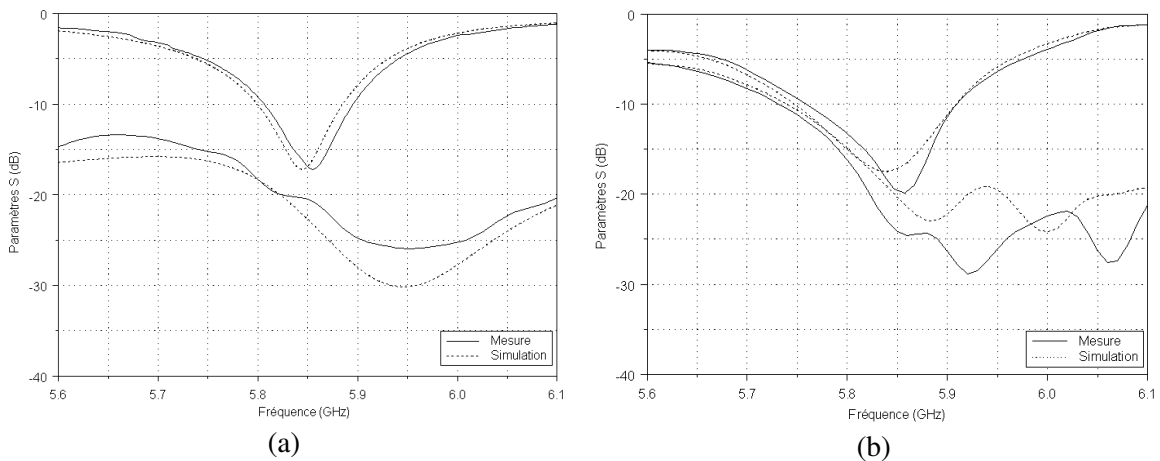 0
-10
-20
-30
-40
Paramètres S (dB)
5.6
5.7
5.8
5.9
6.0
6.1
Fréquence (GHz)
Mesure
Simulation
(a)
0
-10
-20
-30
-40
Paramètres S (dB)
5.6
5.7
5.8
5.9
6.0
6.1
Fréquence (GHz)
Mesure
Simulation
(b)